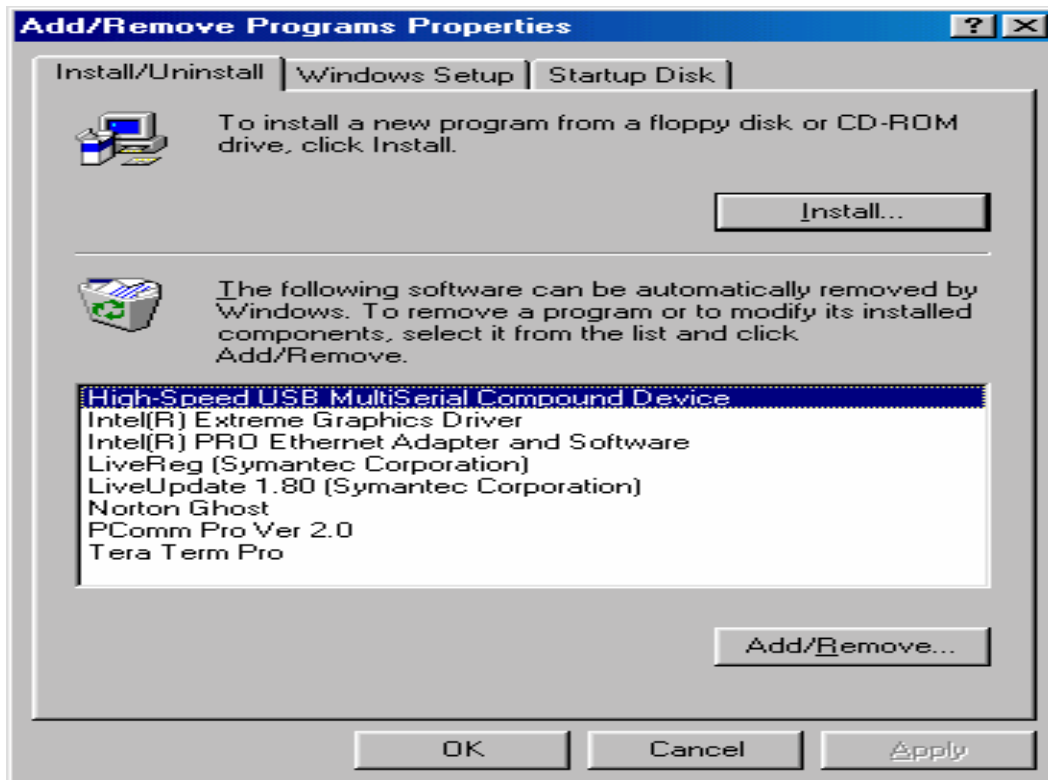 Add/Remove Programs Properties
Install/Uninstall
Windows Setup
Startup Disk
To install a new program from a floppy disk or CD-ROM
drive, click Install.
Install...
The following software can be automatically removed by
Windows. To remove a program or to modify its installed
components, select it from the list and click
Add/Remove.
High-Speed USB MultiSerial Compound Device
Intel(R) Extreme Graphics Driver
Intel(R) PRO Ethernet Adapter and Software
LiveReg (Symantec Corporation)
LiveUpdate 1.80 (Symantec Corporation)
Norton Ghost
PComm Pro Ver 2.0
Tera Term Pro
Add/Remove...
OK
Cancel
Apply